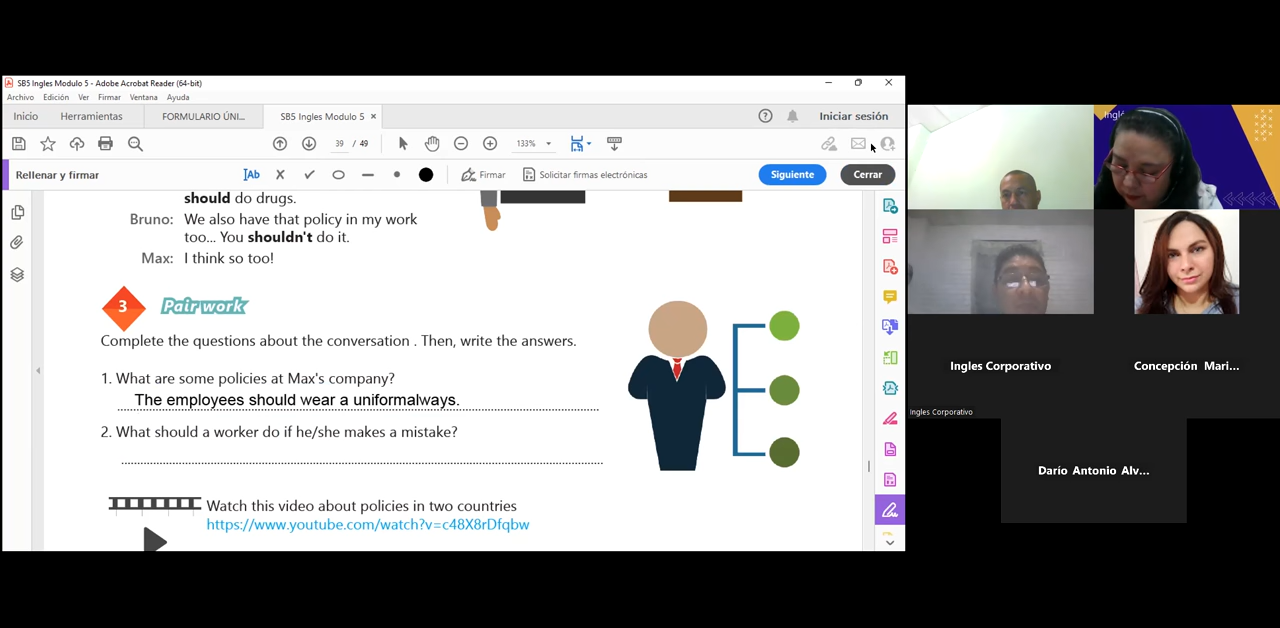 SB5 Ingles Modulo 5 - Adobe Acrobat Reader (64-bit)
Archivo Edición Ver Firmar Ventana Ayuda
Inicio Herramientas FORMULARIO ÚNI... SB5 Ingles Modulo 5 × Iniciar sesión
39 / 49 133%
Rellenar y firmar Ab Firmar Solicitar firmas electrónicas Siguiente Cerrar
should do drugs.
Bruno: We also have that policy in my work
too... You shouldn't do it.
Max: I think so too!
3 Pair work
Complete the questions about the conversation . Then, write the answers.
1. What are some policies at Max's company?
The employees should wear a uniformalways.
2. What should a worker do if he/she makes a mistake?
Watch this video about policies in two countries
https://www.youtube.com/watch?v=c48X8rDfqbw
Inglé
Ingles Corporativo
Concepción Mari...
Ingles Corporativo
Darío Antonio Alv...